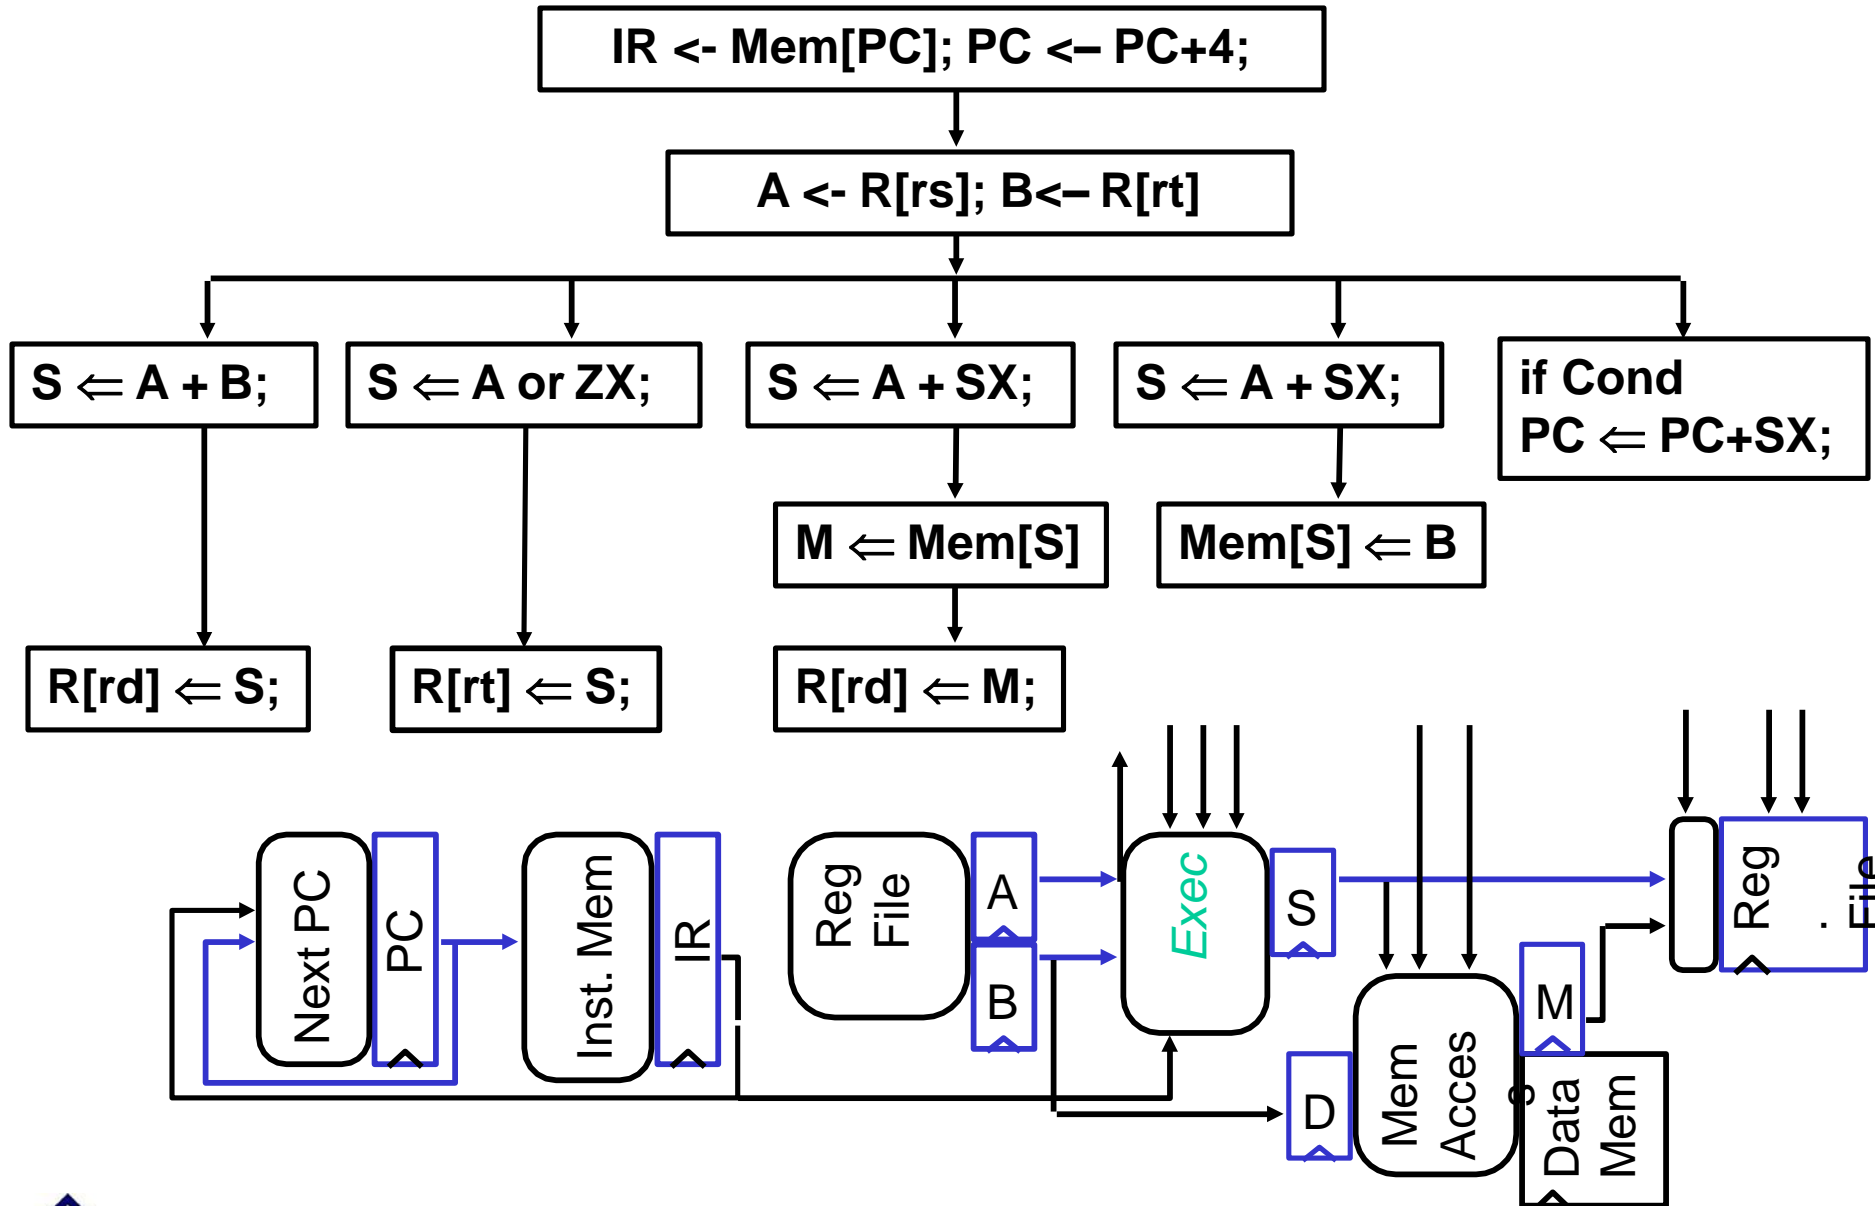 IR <- Mem[PC]; PC <– PC+4;
A <- R[rs]; B<– R[rt]
S ⇐ A + B;
S ⇐ A or ZX;
S ⇐ A + SX;
S ⇐ A + SX;
if Cond
PC ⇐ PC+SX;
M ⇐ Mem[S]
Mem[S] ⇐ B
R[rd] ⇐ S;
R[rt] ⇐ S;
R[rd] ⇐ M;
Next PC
PC
Inst. Mem
IR
Reg
File
A
B
Exec
S
D
Mem
Acces
s
M
Data
Mem
Reg
.
File